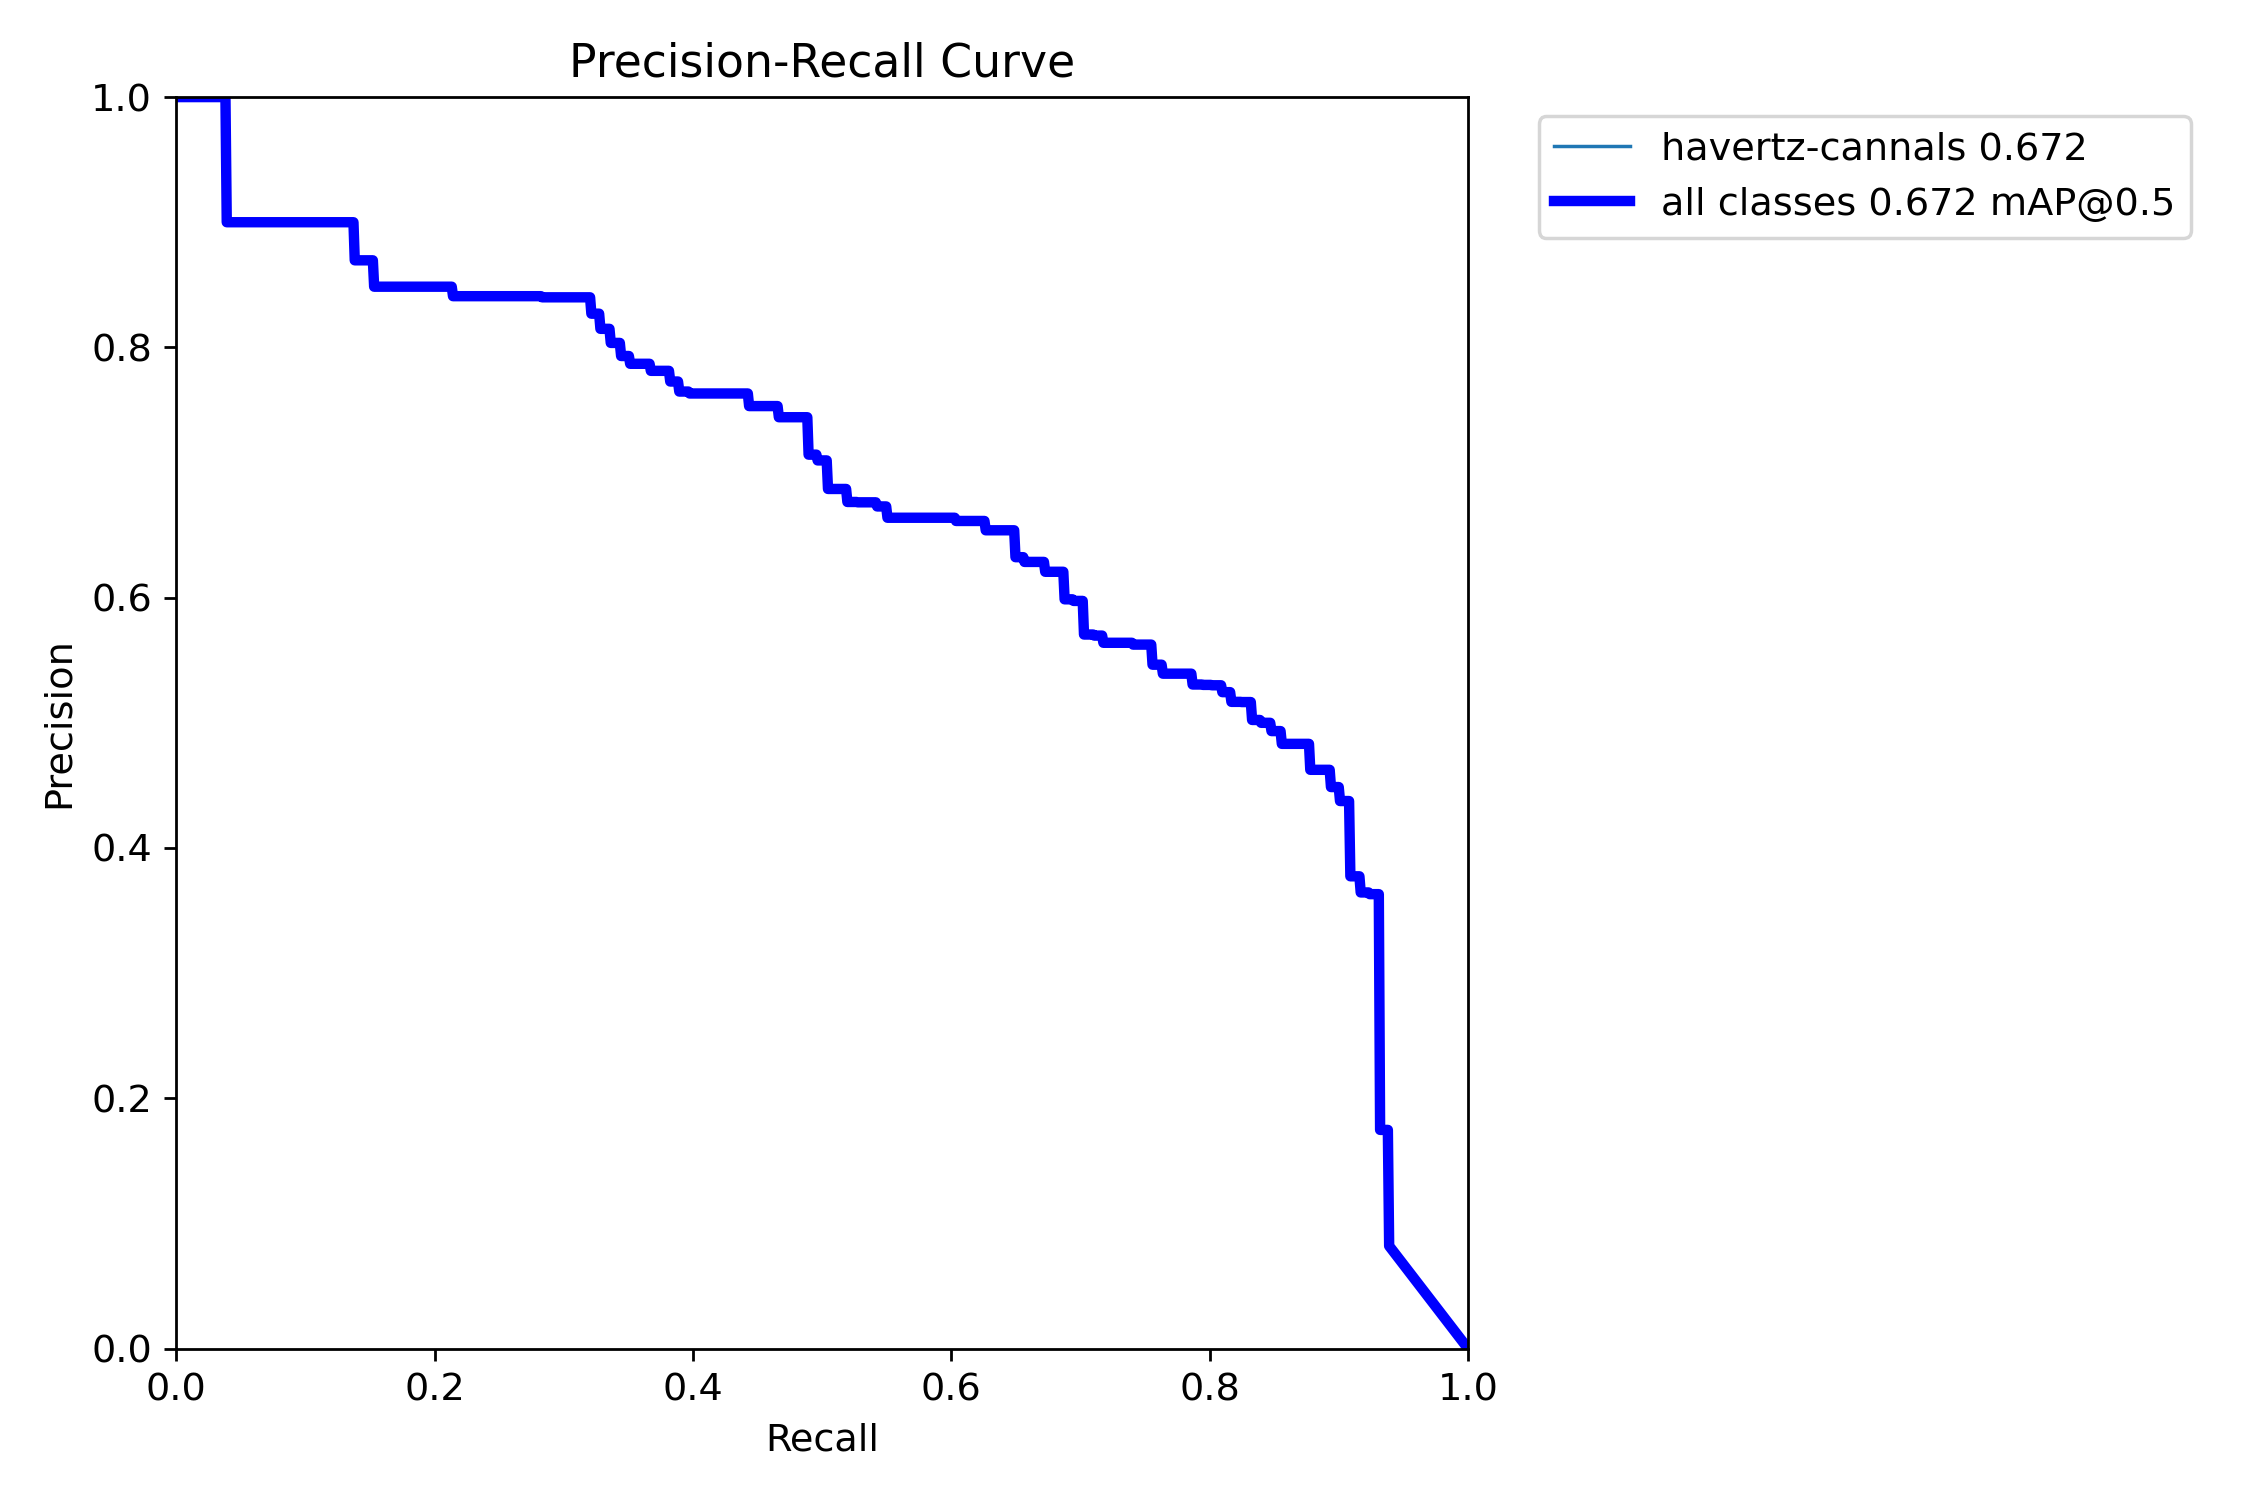 Precision-Recall Curve
1.0
0.8
0.6
0.4
0.2
0.0
Precision
0.0 0.2 0.4 0.6 0.8 1.0
Recall
havertz-cannals 0.672
all classes 0.672 mAP@0.5